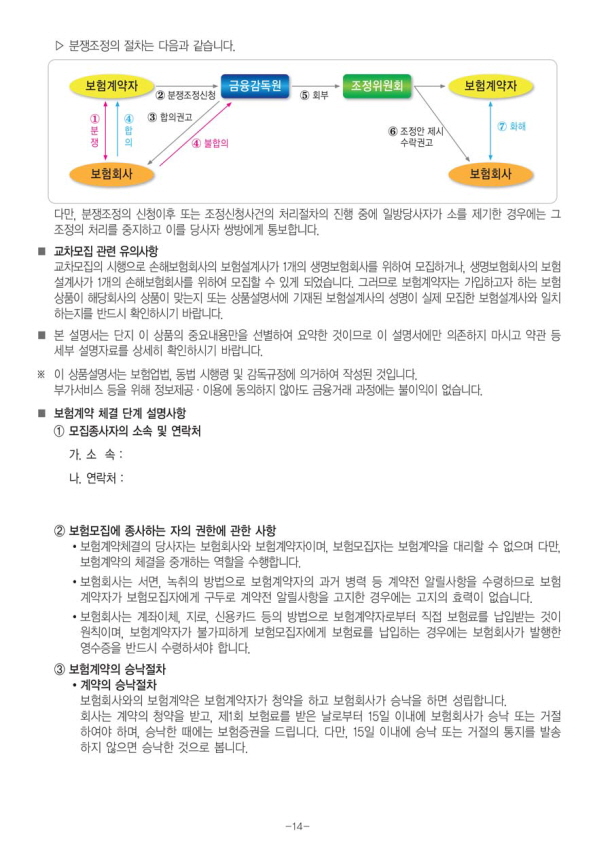 ▷ 분쟁조정의 절차는 다음과 같습니다.
보험계약자
② 분쟁조정신청
금융감독원
⑤ 회부
조정위원회
보험계약자
① 분쟁
④ 합의
③ 합의권고
④ 불합의
⑥ 조정안 제시
수락권고
⑦ 화해
보험회사
보험회사
다만, 분쟁조정의 신청이후 또는 조정신청사건의 처리절차의 진행 중에 일방당사자가 소를 제기한 경우에는 그
조정의 처리를 중지하고 이를 당사자 쌍방에게 통보합니다.
■ 교차모집 관련 유의사항
교차모집의 시행으로 손해보험회사의 보험설계사가 1개의 생명보험회사를 위하여 모집하거나, 생명보험회사의 보험
설계사가 1개의 손해보험회사를 위하여 모집할 수 있게 되었습니다. 그러므로 보험계약자는 가입하고자 하는 보험
상품이 해당회사의 상품이 맞는지 또는 상품설명서에 기재된 보험설계사의 성명이 실제 모집한 보험설계사와 일치
하는지를 반드시 확인하시기 바랍니다.
■ 본 설명서는 단지 이 상품의 중요내용만을 선별하여 요약한 것이므로 이 설명서에만 의존하지 마시고 약관 등
세부 설명자료를 상세히 확인하시기 바랍니다.
※ 이 상품설명서는 보험업법, 동법 시행령 및 감독규정에 의거하여 작성된 것입니다.
부가서비스 등을 위해 정보제공·이용에 동의하지 않아도 금융거래 과정에는 불이익이 없습니다.
■ 보험계약 체결 단계 설명사항
① 모집종사자의 소속 및 연락처
가. 소 속 :
나. 연락처 :
② 보험모집에 종사하는 자의 권한에 관한 사항
• 보험계약체결의 당사자는 보험회사와 보험계약자이며, 보험모집자는 보험계약을 대리할 수 없으며 다만,
보험계약의 체결을 중개하는 역할을 수행합니다.
• 보험회사는 서면, 녹취의 방법으로 보험계약자의 과거 병력 등 계약전 알릴사항을 수령하므로 보험
계약자가 보험모집자에게 구두로 계약전 알릴사항을 고지한 경우에는 고지의 효력이 없습니다.
• 보험회사는 계좌이체, 지로, 신용카드 등의 방법으로 보험계약자로부터 직접 보험료를 납입받는 것이
원칙이며, 보험계약자가 불가피하게 보험모집자에게 보험료를 납입하는 경우에는 보험회사가 발행한
영수증을 반드시 수령하셔야 합니다.
③ 보험계약의 승낙절차
• 계약의 승낙절차
보험회사와의 보험계약은 보험계약자가 청약을 하고 보험회사가 승낙을 하면 성립합니다.
회사는 계약의 청약을 받고, 제1회 보험료를 받은 날로부터 15일 이내에 보험회사가 승낙 또는 거절
하여야 하며, 승낙한 때에는 보험증권을 드립니다. 다만, 15일 이내에 승낙 또는 거절의 통지를 발송
하지 않으면 승낙한 것으로 봅니다.
-14-